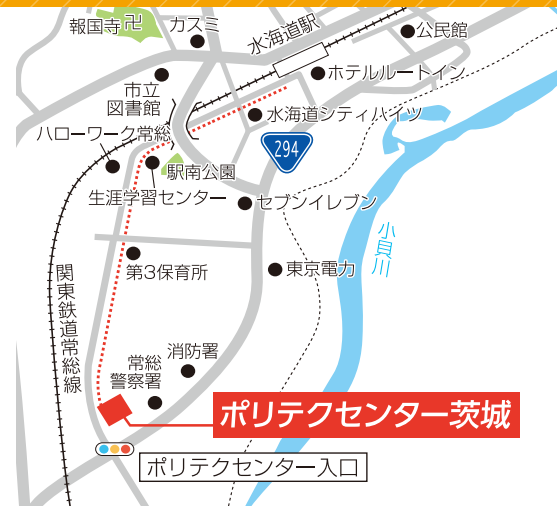 報国寺
カスミ
水海道駅
公民館
ホテルルートイン
市立
図書館
水海道シティハイツ
ハローワーク常総
294
駅南公園
生涯学習センター
セブンイレブン
小貝川
第3保育所
東京電力
関東鉄道常総線
消防署
常総
警察署
ポリテクセンター茨城
ポリテクセンター入口